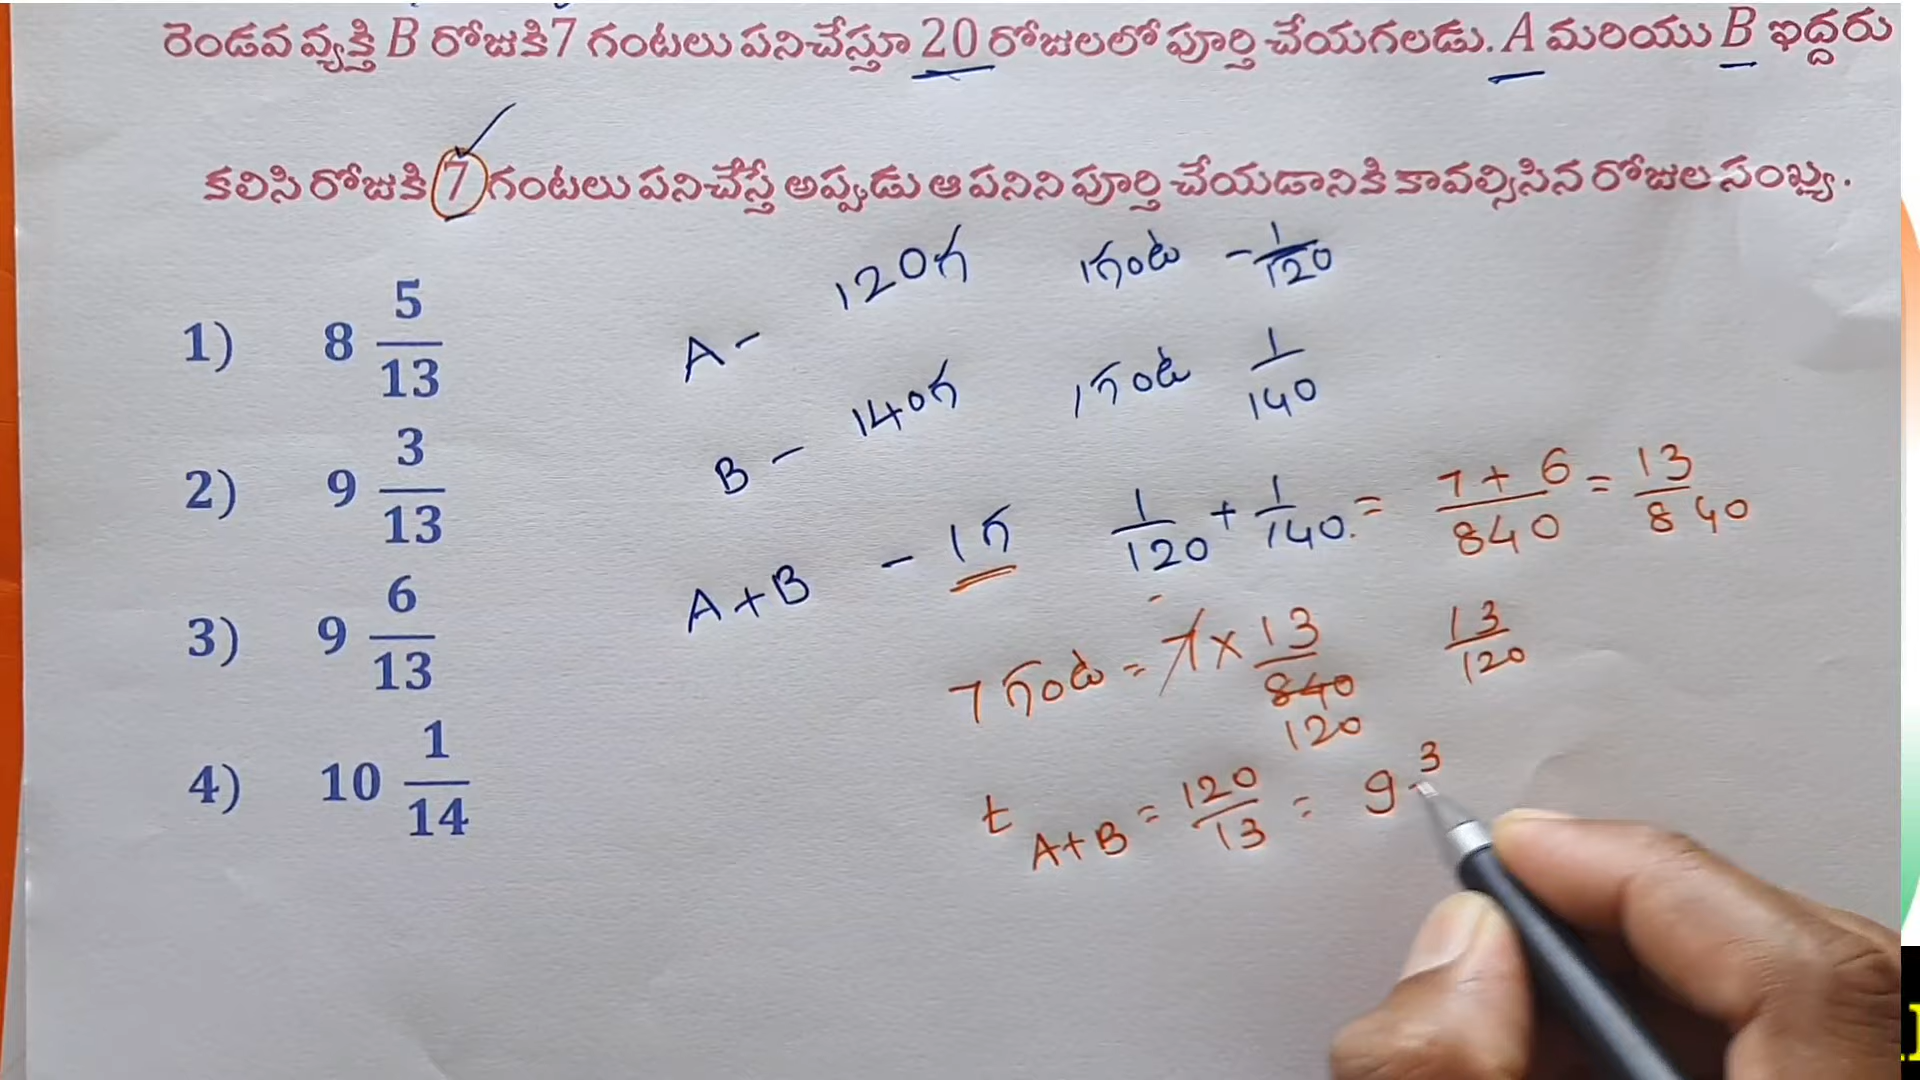 రెండవ వ్యక్తి B రోజుకి 7 గంటలు పనిచేస్తూ 20 రోజులలో పూర్తి చేయగలడు. A మరియు B ఇద్దరు
కలిసి రోజుకి 7 గంటలు పనిచేస్తే అప్పుడు ఆ పనిని పూర్తి చేయడానికి కావల్సిన రోజుల సంఖ్య.
1) 8 5/13
2) 9 3/13
3) 9 6/13
4) 10 1/14
A - 120గ 1గంట - 1/120
B - 140గ 1గంట 1/140
A+B - 1గ 1/120 + 1/140. = 7+6/840 = 13/840
7 గంట = 7 x 13/840 120 13/120
t A+B = 120/13 = 9 3